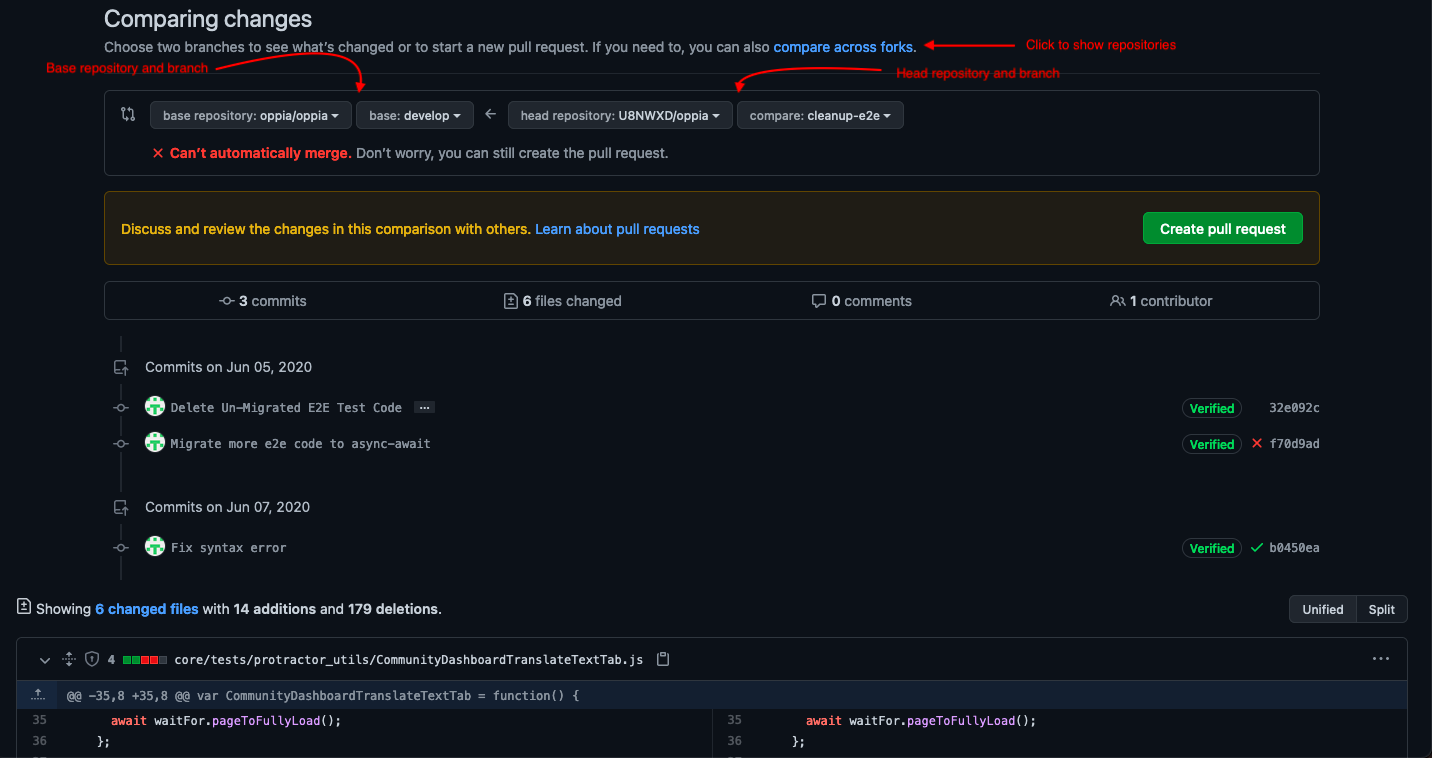 Comparing changes
Choose two branches to see what's changed or to start a new pull request. If you need to, you can also compare across forks.
Click to show repositories
Base repository and branch
Head repository and branch
base repository: oppia/oppia
base: develop
head repository: U8NWXD/oppia
compare: cleanup-e2e
Can't automatically merge. Don't worry, you can still create the pull request.
Discuss and review the changes in this comparison with others. Learn about pull requests
Create pull request
3 commits
6 files changed
0 comments
1 contributor
Commits on Jun 05, 2020
Delete Un-Migrated E2E Test Code …
Verified
32e092c
Migrate more e2e code to async-await
Verified
f70d9ad
Commits on Jun 07, 2020
Fix syntax error
Verified
b0450ea
Showing 6 changed files with 14 additions and 179 deletions.
Unified
Split
4
core/tests/protractor_utils/CommunityDashboardTranslateTextTab.js
@@ -35,8 +35,8 @@ var CommunityDashboardTranslateTextTab = function() {
35 await waitFor.pageToFullyLoad();
35 await waitFor.pageToFullyLoad();
36 };
36 };